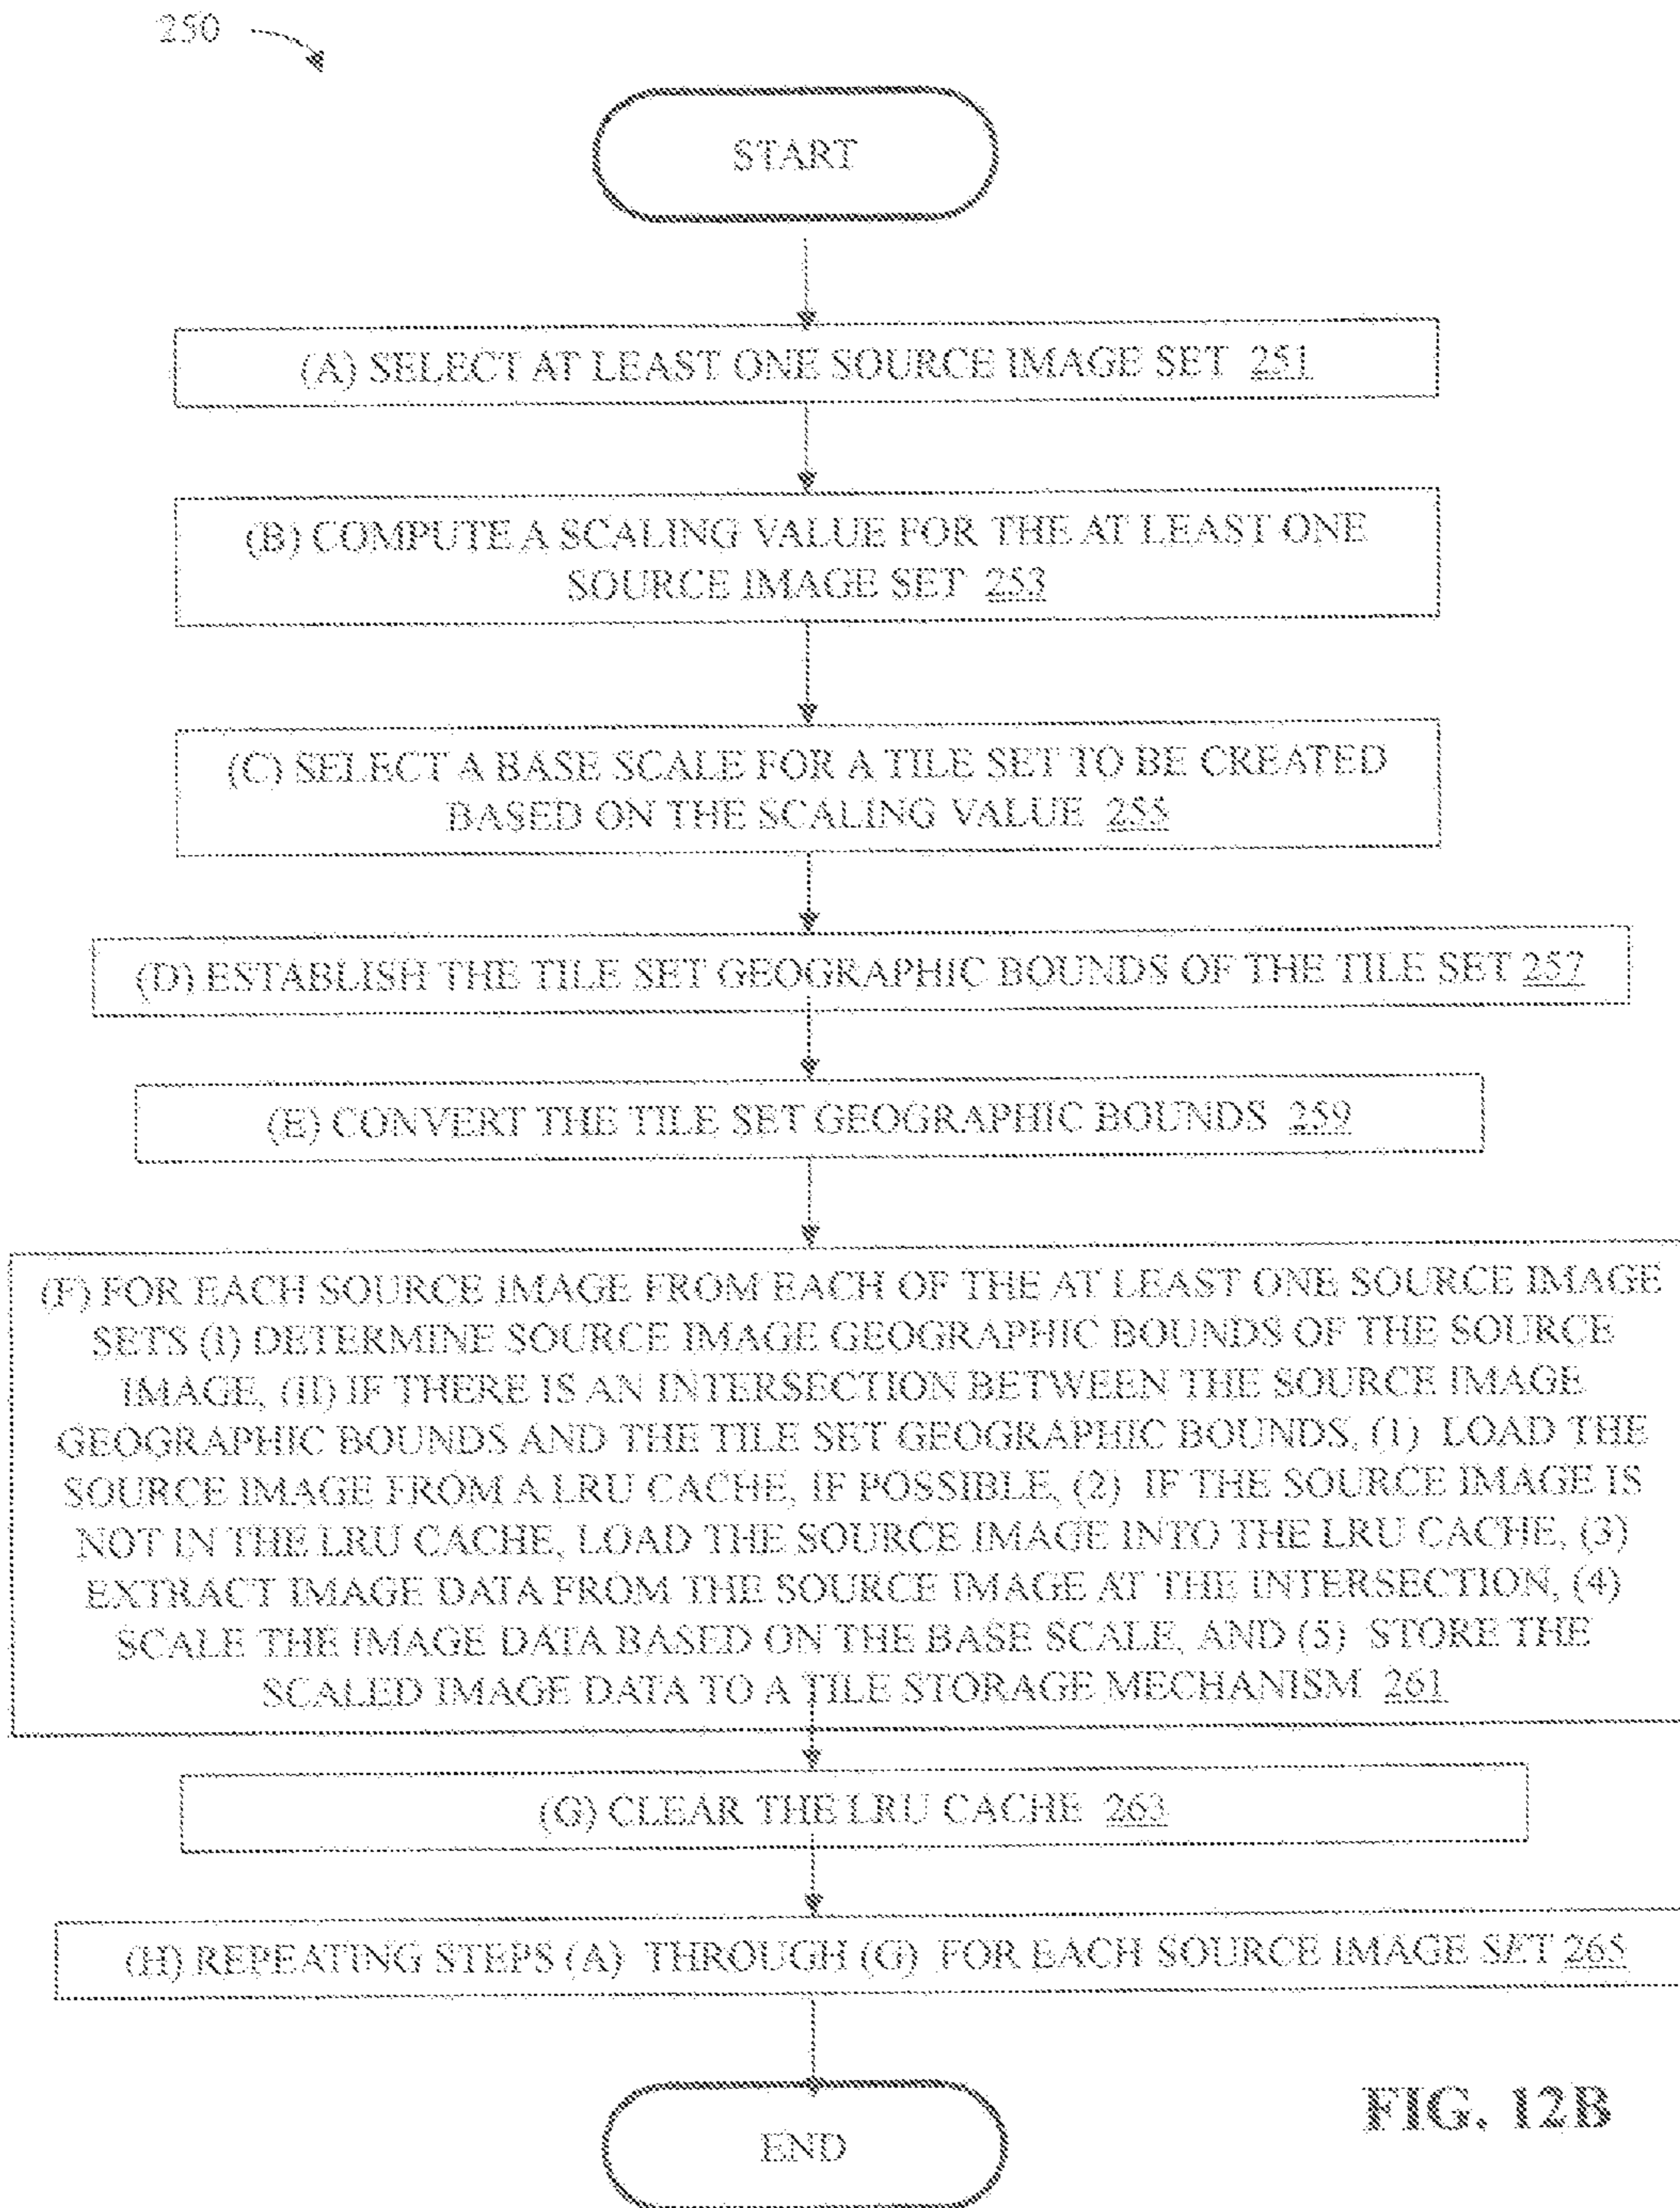 250
START
(A) SELECT AT LEAST ONE SOURCE IMAGE SET 251
(B) COMPUTE A SCALING VALUE FOR THE AT LEAST ONE
SOURCE IMAGE SET 253
(C) SELECT A BASE SCALE FOR A TILE SET TO BE CREATED
BASED ON THE SCALING VALUE 255
(D) ESTABLISH THE TILE SET GEOGRAPHIC BOUNDS OF THE TILE SET 257
(E) CONVERT THE TILE SET GEOGRAPHIC BOUNDS 259
(F) FOR EACH SOURCE IMAGE FROM EACH OF THE AT LEAST ONE SOURCE IMAGE
SETS (I) DETERMINE SOURCE IMAGE GEOGRAPHIC BOUNDS OF THE SOURCE
IMAGE, (II) IF THERE IS AN INTERSECTION BETWEEN THE SOURCE IMAGE
GEOGRAPHIC BOUNDS AND THE TILE SET GEOGRAPHIC BOUNDS, (1) LOAD THE
SOURCE IMAGE FROM A LRU CACHE, IF POSSIBLE, (2) IF THE SOURCE IMAGE IS
NOT IN THE LRU CACHE, LOAD THE SOURCE IMAGE INTO THE LRU CACHE, (3)
EXTRACT IMAGE DATA FROM THE SOURCE IMAGE AT THE INTERSECTION, (4)
SCALE THE IMAGE DATA BASED ON THE BASE SCALE, AND (5) STORE THE
SCALED IMAGE DATA TO A TILE STORAGE MECHANISM 261
(G) CLEAR THE LRU CACHE 263
(H) REPEATING STEPS (A) THROUGH (G) FOR EACH SOURCE IMAGE SET 265
END
FIG. 12B